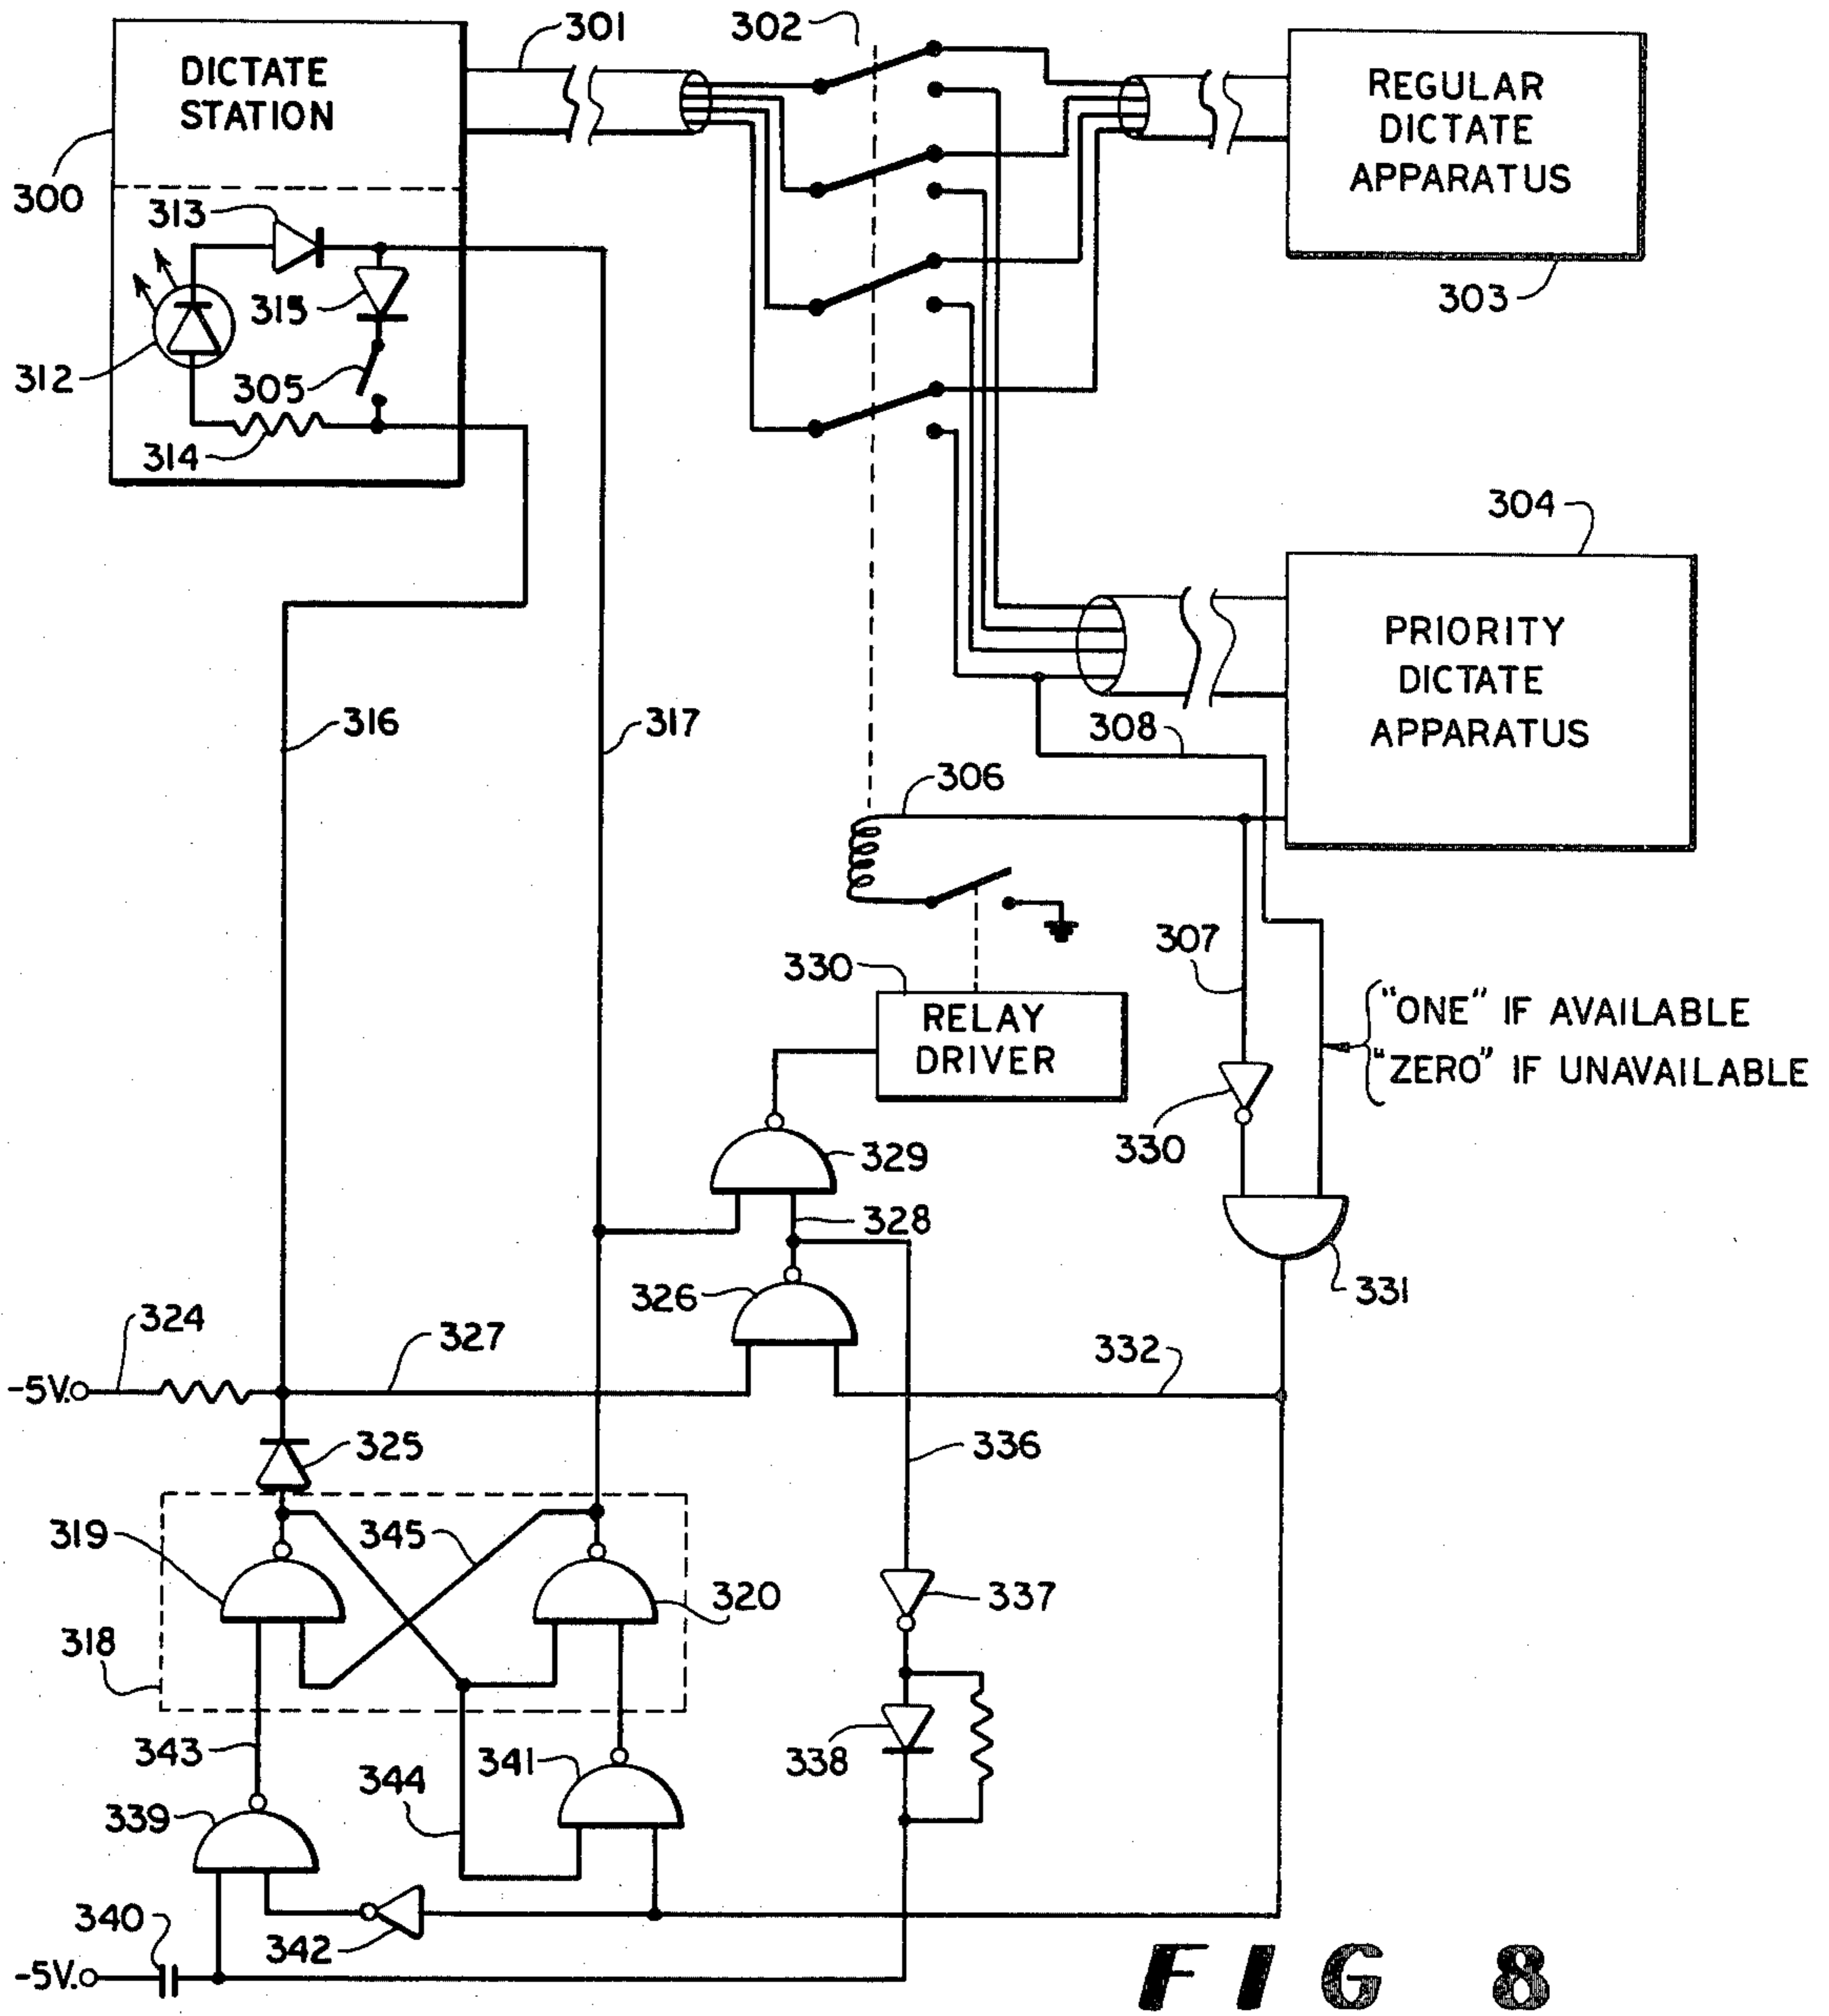 301
302
DICTATE
STATION
REGULAR
DICTATE
APPARATUS
300
313
303
315
312
305
314
304
PRIORITY
DICTATE
APPARATUS
316
317
308
306
307
330
RELAY
DRIVER
"ONE" IF AVAILABLE
"ZERO" IF UNAVAILABLE
330
329
328
331
326
324
327
332
-5V.
325
336
319
345
337
320
318
343
341
338
344
339
340
342
-5V.
FIG 8